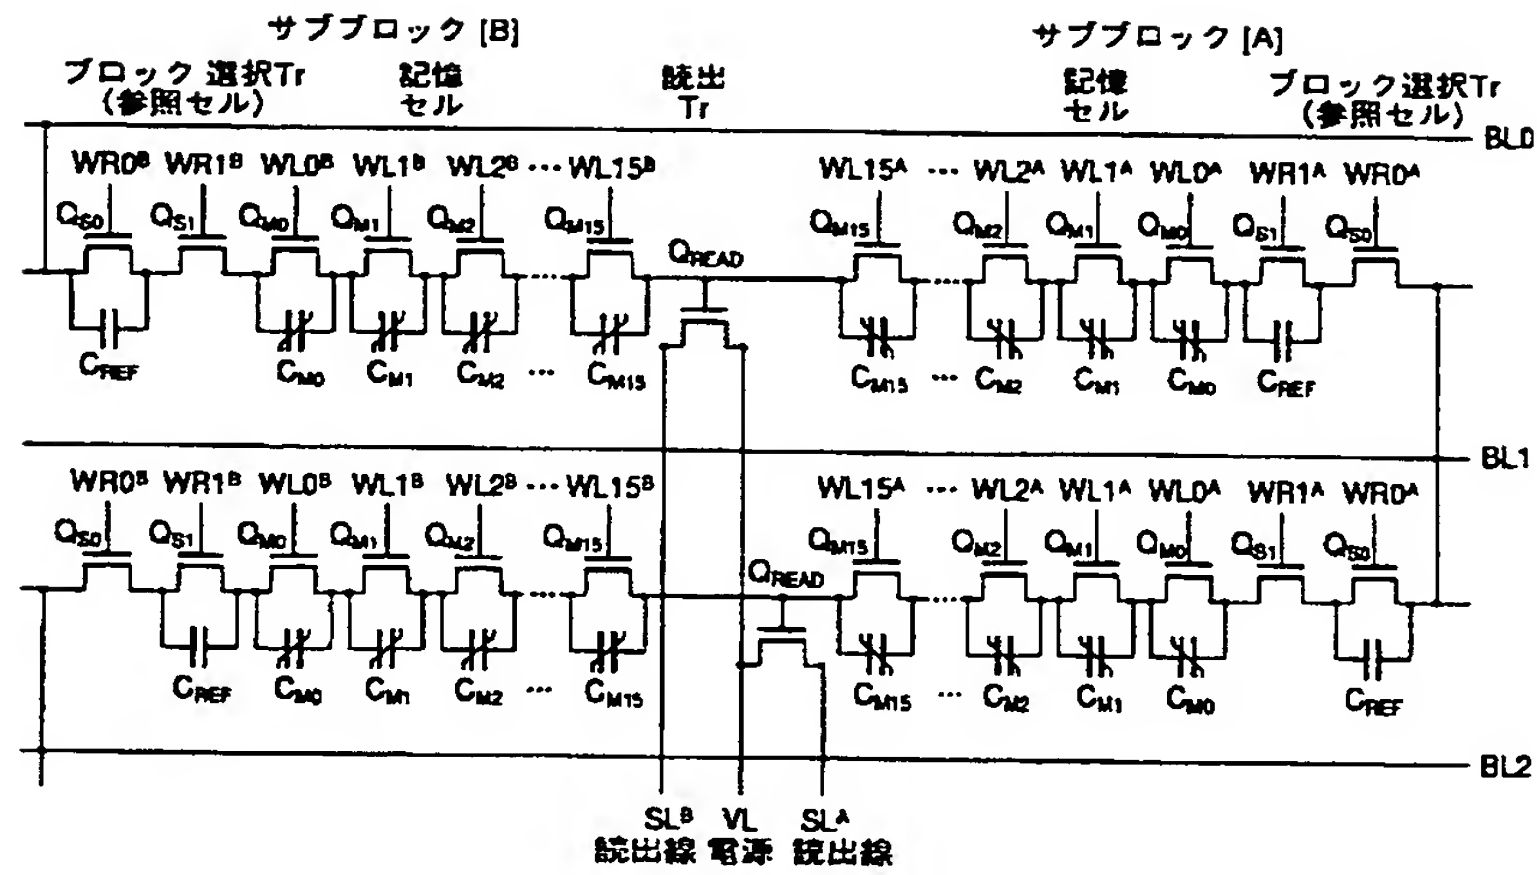 サブブロック [B] サブブロック [A]
ブロック 選択Tr 記憶 読出 記憶 ブロック選択Tr
(参照セル) セル Tr セル (参照セル)
BL0
WR0B WR1B WL0B WL1B WL2B ··· WL15B WL15A ··· WL2A WL1A WL0A WR1A WR0A
QS0 QS1 QM0 QM1 QM2 QM15 QREAD QM15 QM2 QM1 QM0 QS1 QS0
CREF CM0 CM1 CM2 ··· CM15 CM15 ··· CM2 CM1 CM0 CREF
BL1
WR0B WR1B WL0B WL1B WL2B ··· WL15B WL15A ··· WL2A WL1A WL0A WR1A WR0A
QS0 QS1 QM0 QM1 QM2 QM15 QREAD QM15 QM2 QM1 QM0 QS1 QS0
CREF CM0 CM1 CM2 ··· CM15 CM15 ··· CM2 CM1 CM0 CREF
BL2
SLB VL SLA
読出線 電源 読出線